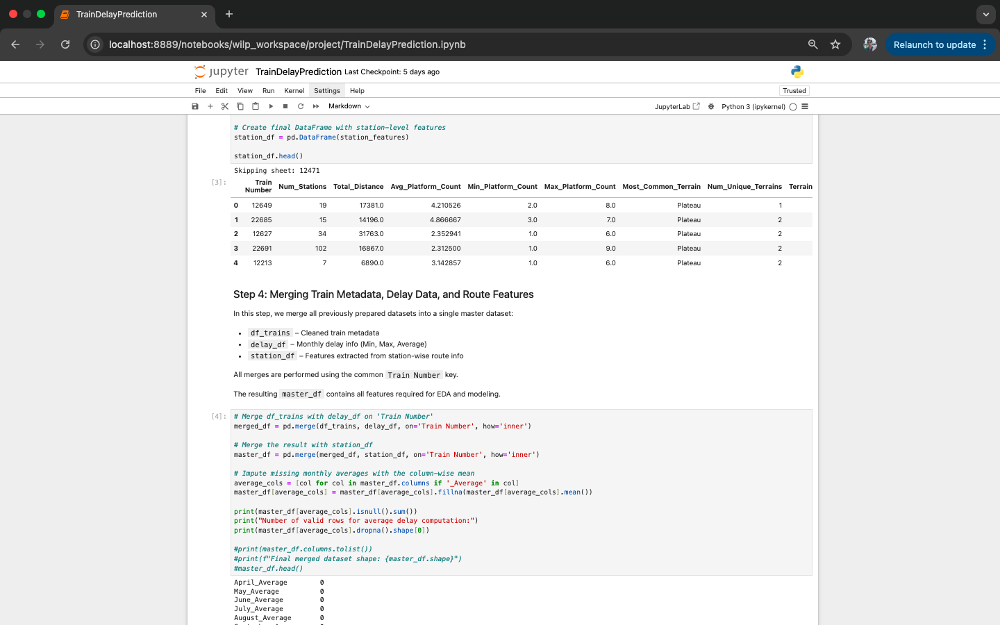 TrainDelayPrediction
localhost:8889/notebooks/wilp_workspace/project/TrainDelayPrediction.ipynb
Relaunch to update
jupyter TrainDelayPrediction Last Checkpoint: 5 days ago
File Edit View Run Kernel Settings Help
Trusted
Markdown
JupyterLab Python 3 (ipykernel)
# Create final DataFrame with station-level features
station_df = pd.DataFrame(station_features)
station_df.head()
Skipping sheet: 12471
[3]:
Train Number Num_Stations Total_Distance Avg_Platform_Count Min_Platform_Count Max_Platform_Count Most_Common_Terrain Num_Unique_Terrains Terrain
0 12649 19 17381.0 4.210526 2.0 8.0 Plateau 1
1 22685 15 14196.0 4.866667 3.0 7.0 Plateau 2
2 12627 34 31763.0 2.352941 1.0 6.0 Plateau 2
3 22691 102 16867.0 2.312500 1.0 9.0 Plateau 2
4 12213 7 6890.0 3.142857 1.0 6.0 Plateau 2
Step 4: Merging Train Metadata, Delay Data, and Route Features
In this step, we merge all previously prepared datasets into a single master dataset:
• df_trains – Cleaned train metadata
• delay_df – Monthly delay info (Min, Max, Average)
• station_df – Features extracted from station-wise route info
All merges are performed using the common Train Number key.
The resulting master_df contains all features required for EDA and modeling.
[4]:
# Merge df_trains with delay_df on 'Train Number'
merged_df = pd.merge(df_trains, delay_df, on='Train Number', how='inner')
# Merge the result with station_df
master_df = pd.merge(merged_df, station_df, on='Train Number', how='inner')
# Impute missing monthly averages with the column-wise mean
average_cols = [col for col in master_df.columns if '_Average' in col]
master_df[average_cols] = master_df[average_cols].fillna(master_df[average_cols].mean())
print(master_df[average_cols].isnull().sum())
print("Number of valid rows for average delay computation:")
print(master_df[average_cols].dropna().shape[0])
#print(master_df.columns.tolist())
#print(f"Final merged dataset shape: {master_df.shape}")
#master_df.head()
April_Average 0
May_Average 0
June_Average 0
July_Average 0
August_Average 0